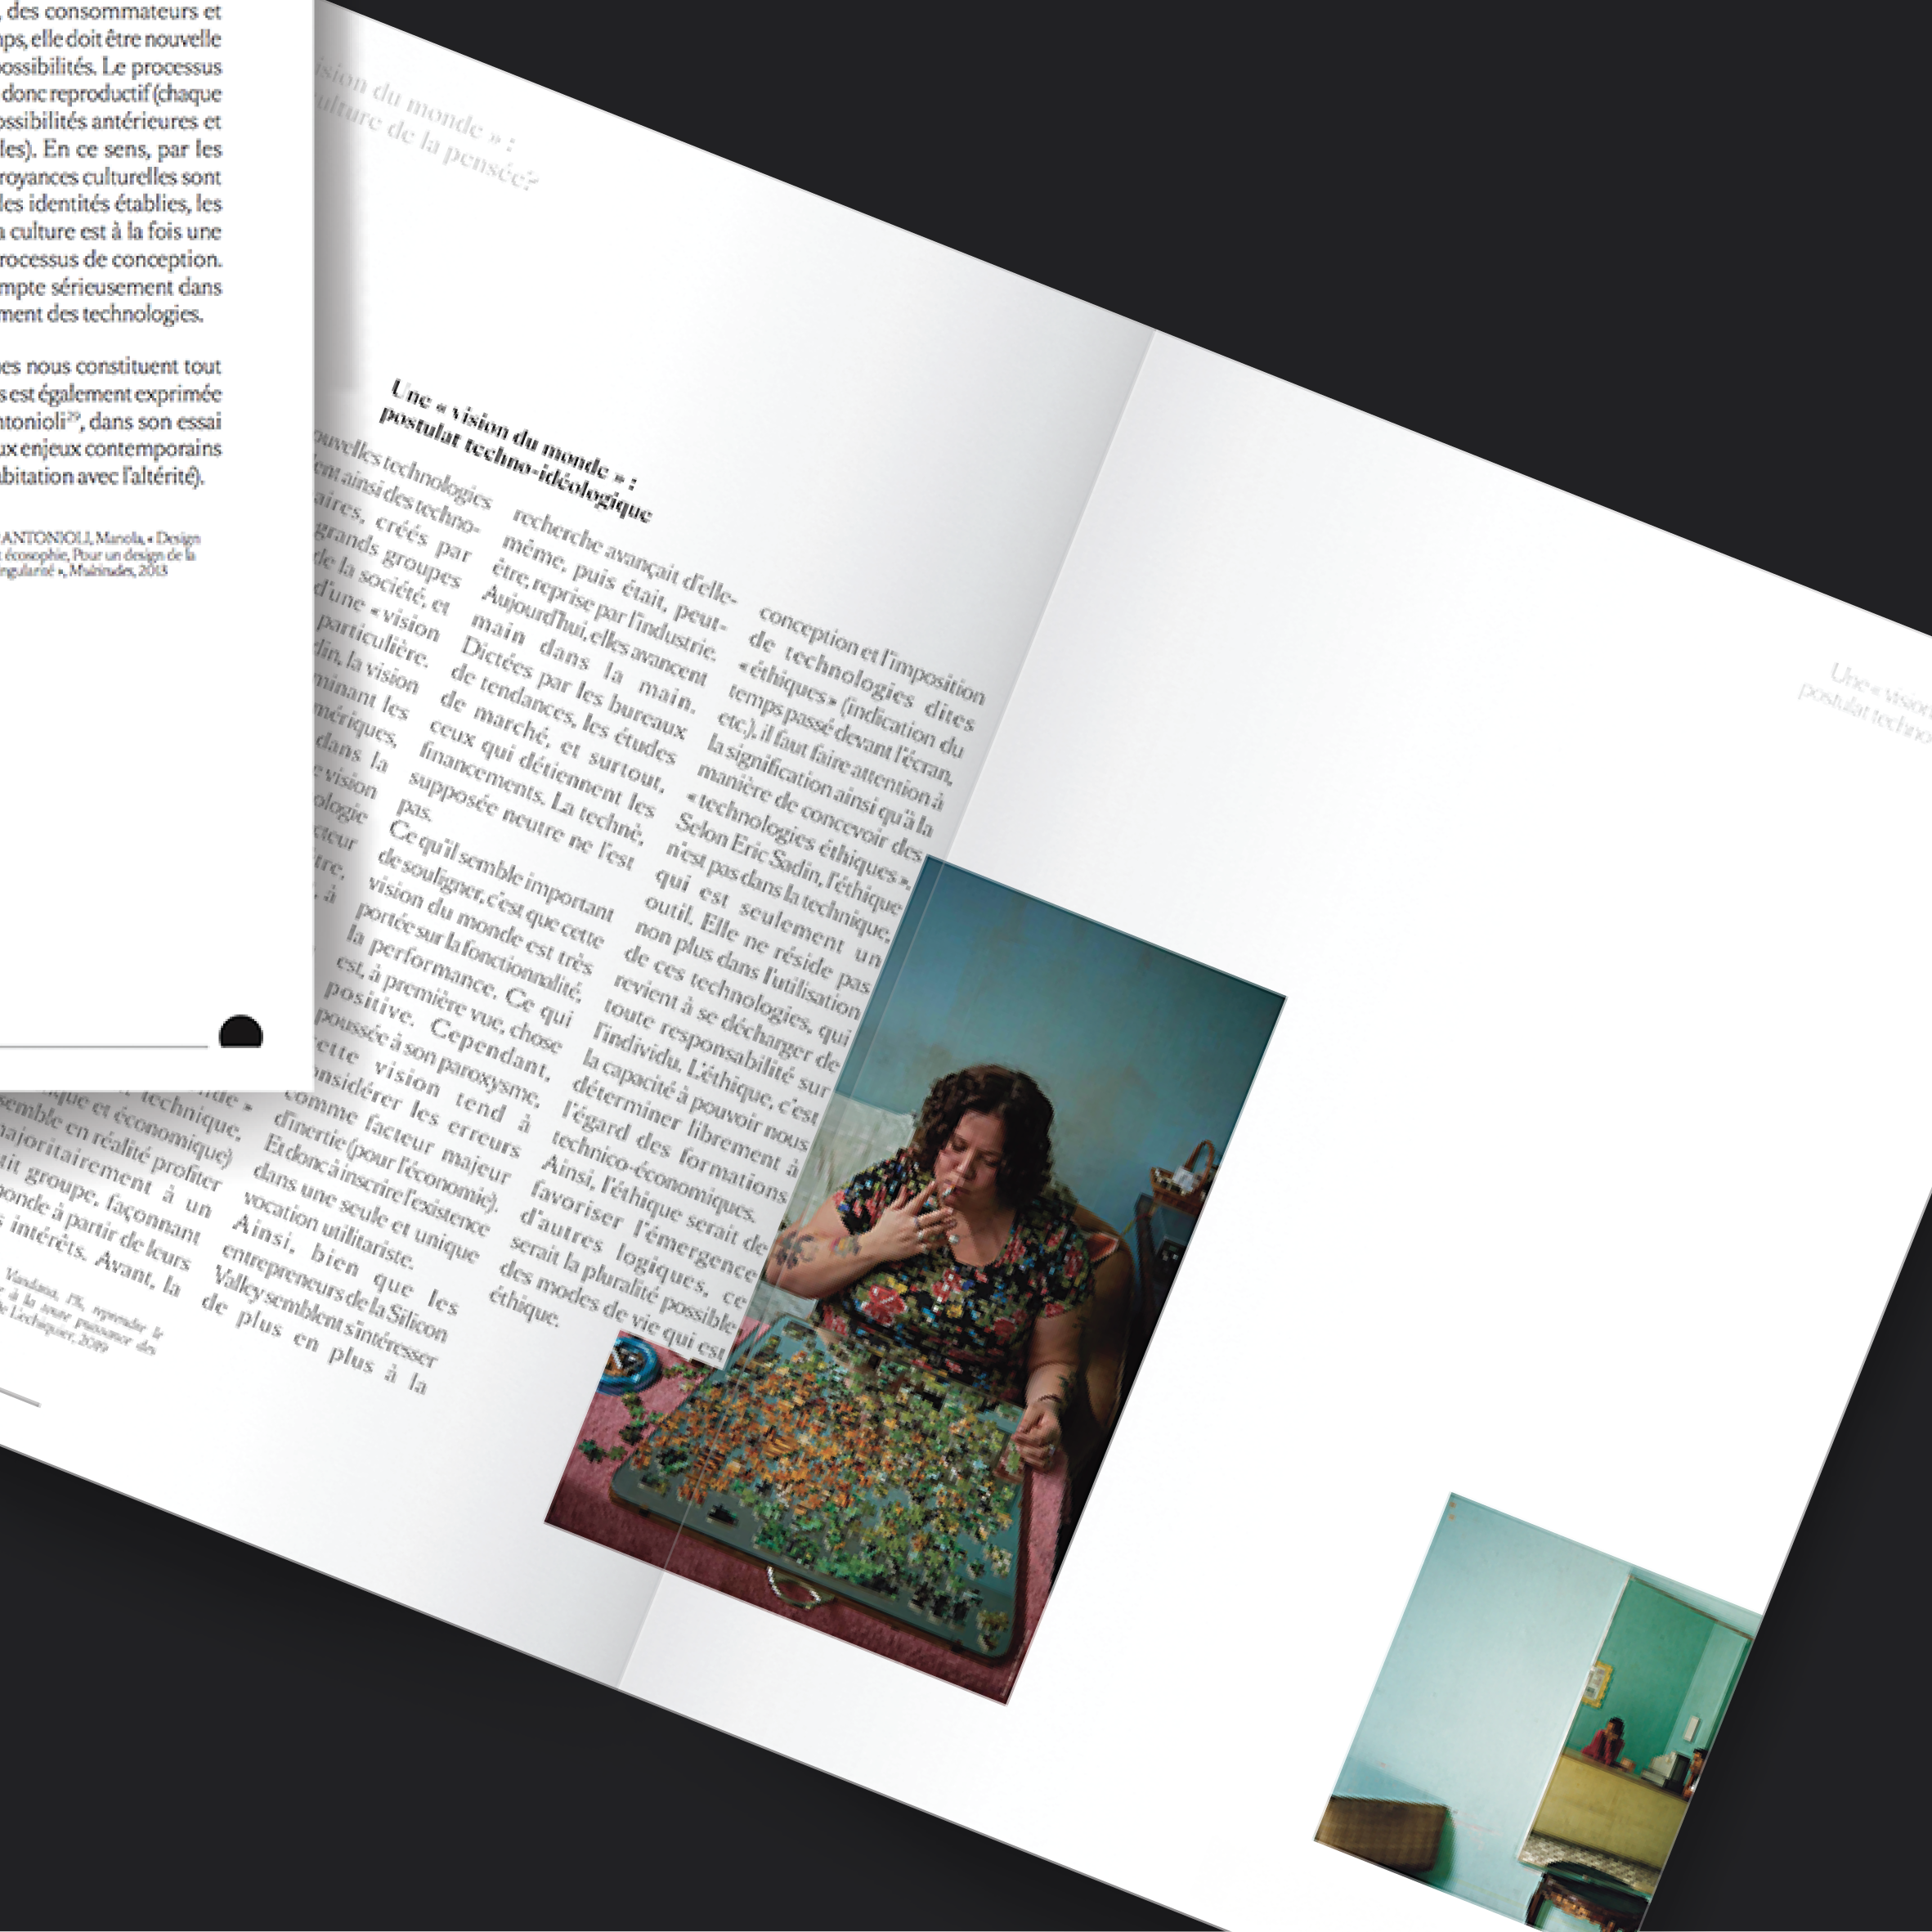 , des consommateurs et
ps, elle doit être nouvelle
ossibilités. Le processus
donc reproductif (chaque
ossibilités antérieures et
les). En ce sens, par les
royances culturelles sont
les identités établies, les
a culture est à la fois une
rocessus de conception.
mpte sérieusement dans
ment des technologies.
es nous constituent tout
s est également exprimée
ntonioli²⁹, dans son essai
ux enjeux contemporains
bitation avec l'altérité).
ANTONIOLI, Manola, « Design
écosophie, Pour un design de la
ngularité », Multitudes, 2013
ision du monde » :
ulture de la pensée?
Une « vision du monde » :
postulat techno-idéologique
ouvelles technologies
ent ainsi des techno-
aires, créés par
grands groupes
de la société, et
d'une « vision
particulière.
din, la vision
minant les
mériques,
dans la
e vision
ologie
cteur
tre,
, à
nde »
que et technique,
semble en réalité profiter
najoritairement à un
tit groupe, façonnant
onde à partir de leurs
s intérêts. Avant, la
Vandana, 1%, reprendre le
à la toute puissance des
L'échiquier, 2019
recherche avançait d'elle-
même, puis était, peut-
être, reprise par l'industrie.
Aujourd'hui, elles avancent
main dans la main.
Dictées par les bureaux
de tendances, les études
de marché, et surtout,
ceux qui détiennent les
financements. La techné,
supposée neutre ne l'est
pas.
Ce qu'il semble important
de souligner, c'est que cette
vision du monde est très
portée sur la fonctionnalité,
la performance. Ce qui
est, à première vue, chose
positive. Cependant,
poussée à son paroxysme,
cette vision tend à
onsidérer les erreurs
comme facteur majeur
d'inertie (pour l'économie).
Et donc à inscrire l'existence
dans une seule et unique
vocation utilitariste.
Ainsi, bien que les
entrepreneurs de la Silicon
Valley semblent s'intéresser
de plus en plus à la
conception et l'imposition
de technologies dites
« éthiques » (indication du
temps passé devant l'écran,
etc.), il faut faire attention à
la signification ainsi qu'à la
manière de concevoir des
« technologies éthiques ».
Selon Eric Sadin, l'éthique
n'est pas dans la technique,
qui est seulement un
outil. Elle ne réside pas
non plus dans l'utilisation
de ces technologies, qui
revient à se décharger de
toute responsabilité sur
l'individu. L'éthique, c'est
la capacité à pouvoir nous
déterminer librement à
l'égard des formations
technico-économiques.
Ainsi, l'éthique serait de
favoriser l'émergence
d'autres logiques, ce
serait la pluralité possible
des modes de vie qui est
éthique.
Une « vision
postulat techno